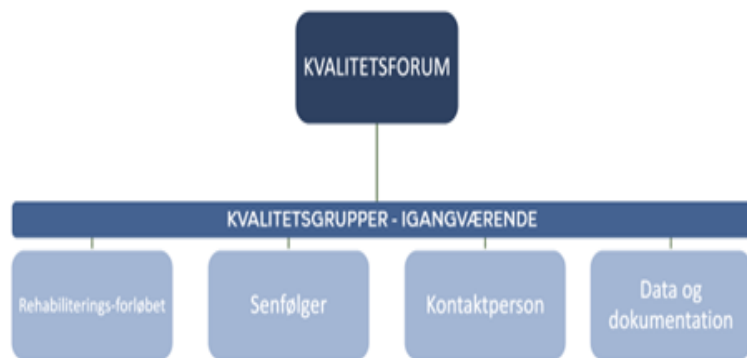 KVALITETSFORUM
KVALITETSGRUPPER - IGANGVÆRENDE
Rehabiliterings-forløbet
Senfølger
Kontaktperson
Data og
dokumentation